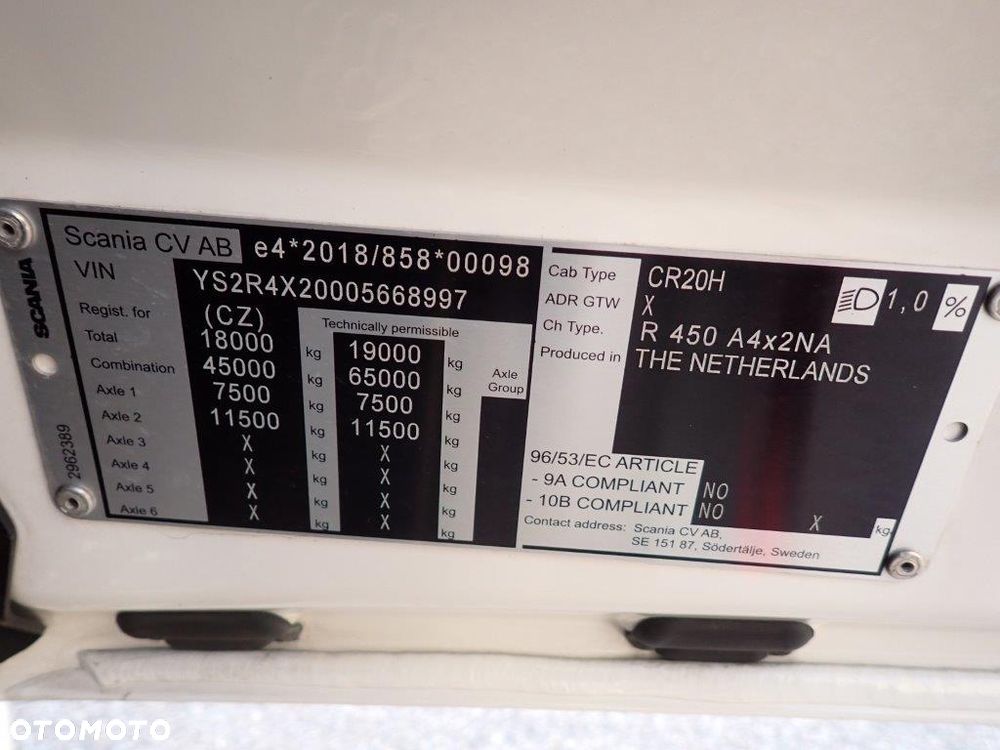 SCANIA
2962389
Scania CV AB e4*2018/858*00098
VIN YS2R4X20005668997
Regist. for (CZ) Technically permissible
Total 18000 kg 19000 kg
Combination 45000 kg 65000 kg Axle Group
Axle 1 7500 kg 7500 kg
Axle 2 11500 kg 11500 kg
Axle 3 X kg X kg
Axle 4 X kg X kg
Axle 5 X kg X kg
Axle 6 X kg X kg
Cab Type CR20H 1,0 %
ADR GTW X
Ch Type. R 450 A4x2NA
Produced in THE NETHERLANDS
96/53/EC ARTICLE
- 9A COMPLIANT NO
- 10B COMPLIANT NO X kg
Contact address: Scania CV AB,
SE 151 87, Södertälje, Sweden
OTOMOTO